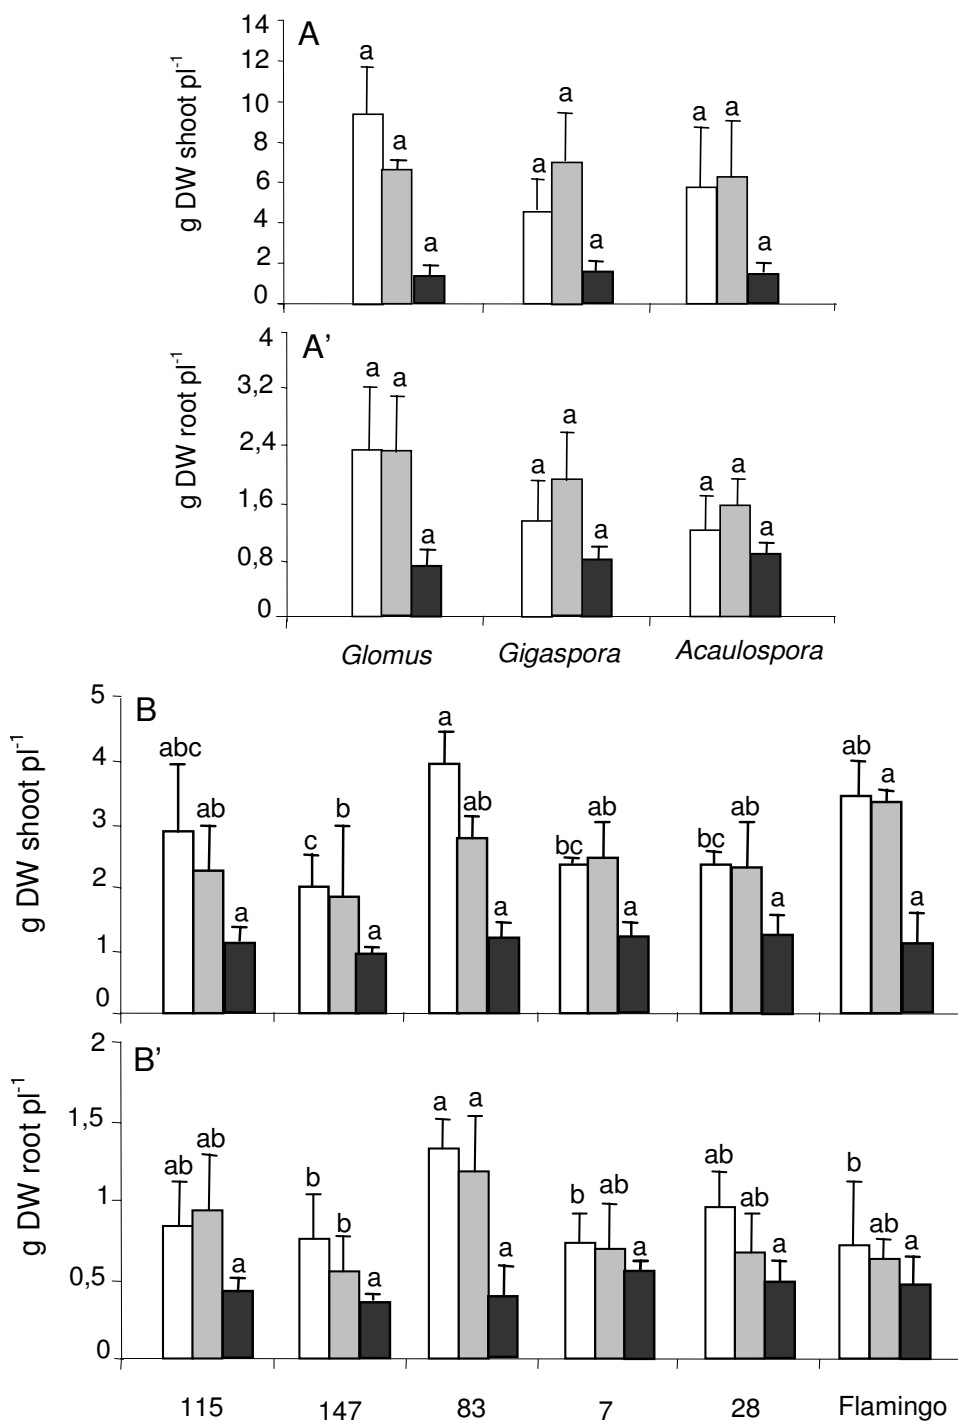 A
g DW shoot pl-1
14
12
10
8
6
4
2
0
a a a
a a a
a a a
A'
g DW root pl-1
4
3,2
2,4
1,6
0,8
0
a a a
a a a
a a a
Glomus Gigaspora Acaulospora
B
g DW shoot pl-1
5
4
3
2
1
0
abc ab a
c b a
a ab a
bc ab a
bc ab a
ab a a
B'
g DW root pl-1
2
1,5
1
0,5
0
ab ab a
b b a
a a a
b ab a
ab ab a
b ab a
115 147 83 7 28 Flamingo